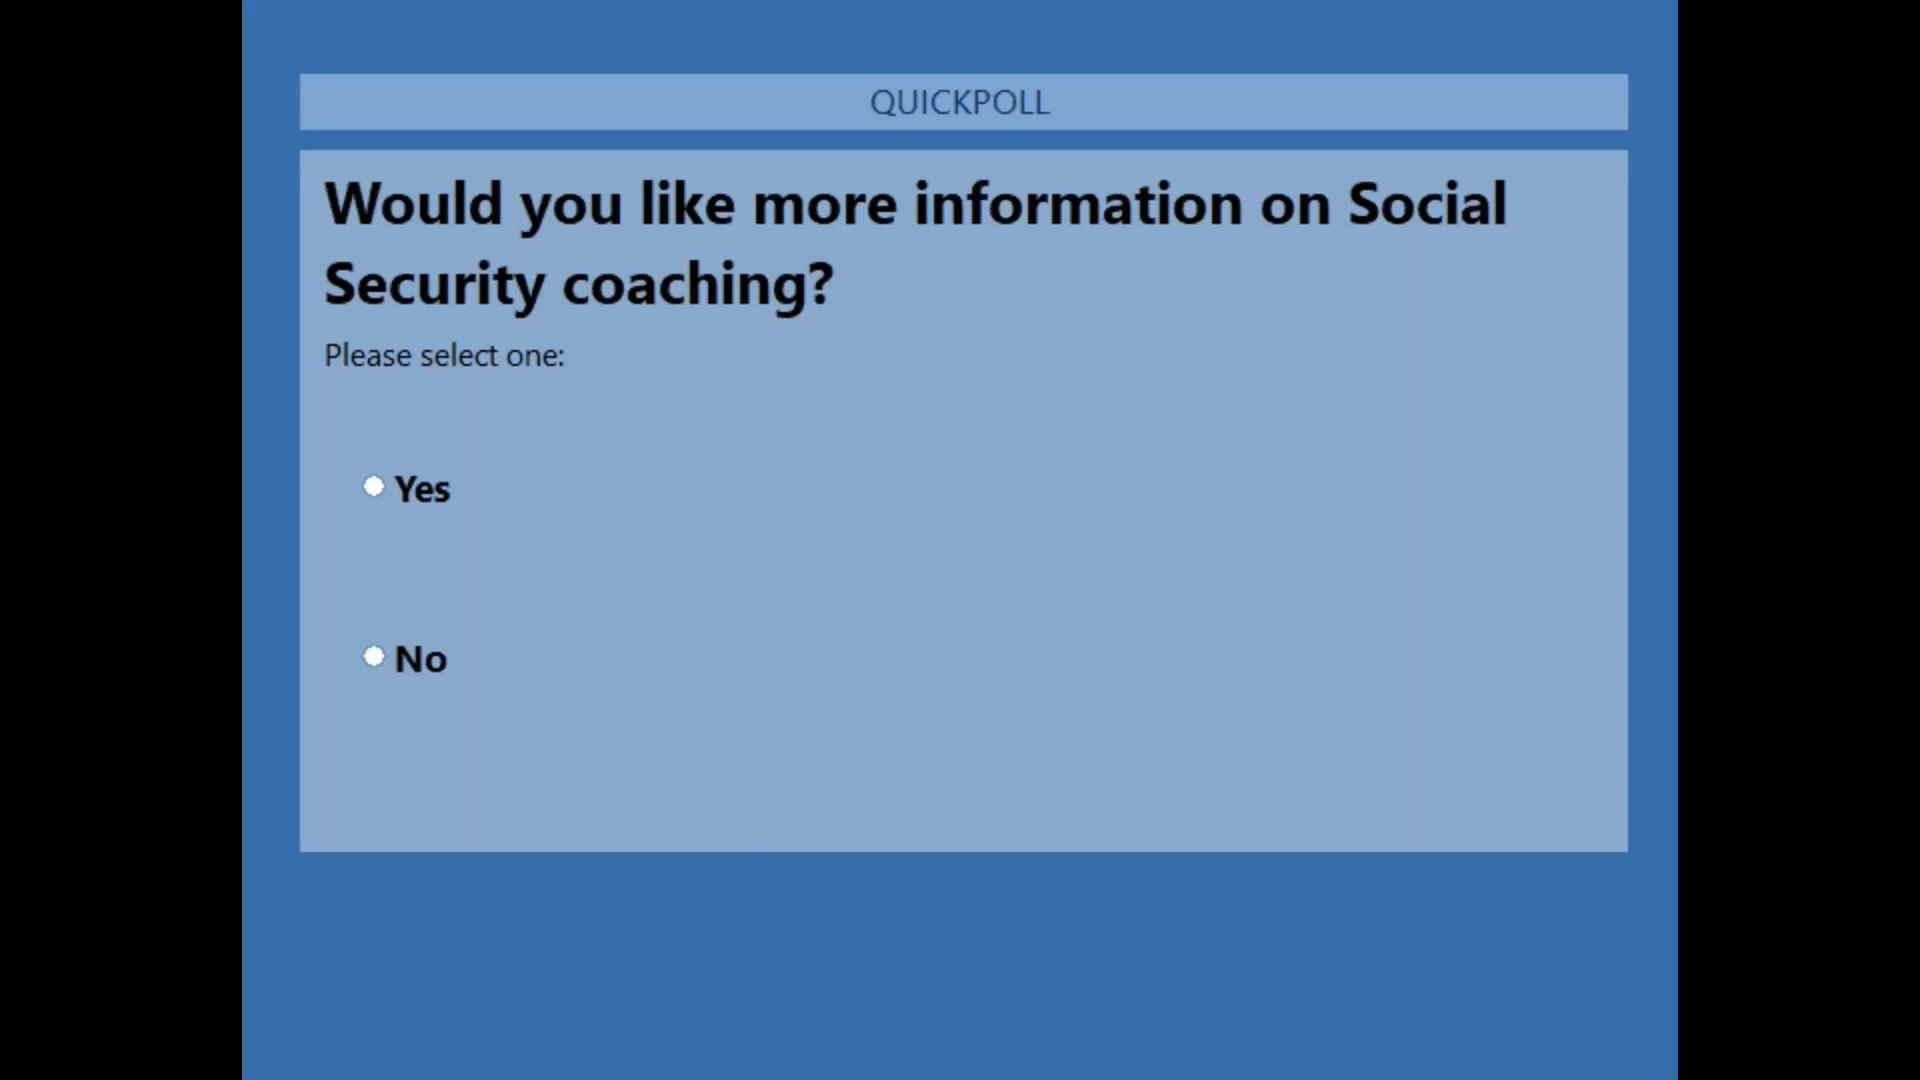 QUICKPOLL
Would you like more information on Social
Security coaching?
Please select one:
Yes
No